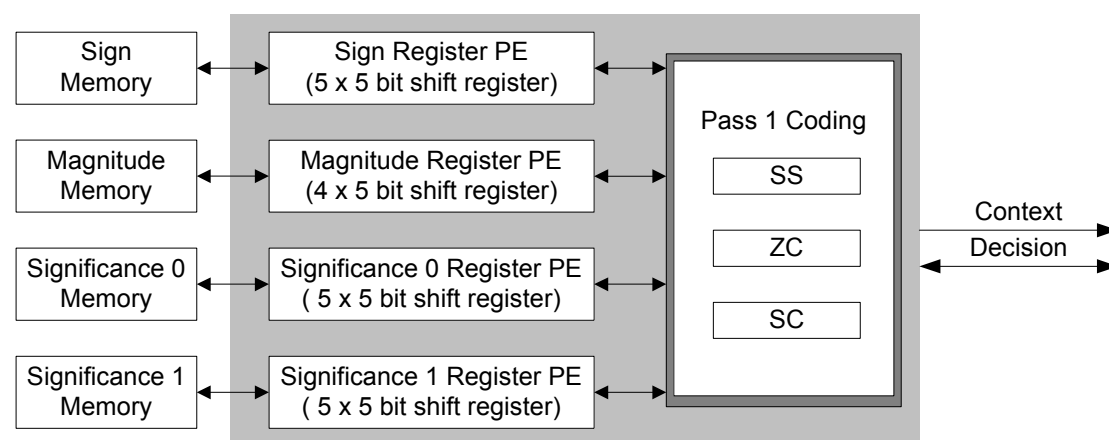 Sign
Memory
Sign Register PE
(5 x 5 bit shift register)
Magnitude
Memory
Magnitude Register PE
(4 x 5 bit shift register)
Significance 0
Memory
Significance 0 Register PE
( 5 x 5 bit shift register)
Significance 1
Memory
Significance 1 Register PE
( 5 x 5 bit shift register)
Pass 1 Coding
SS
ZC
SC
Context
Decision